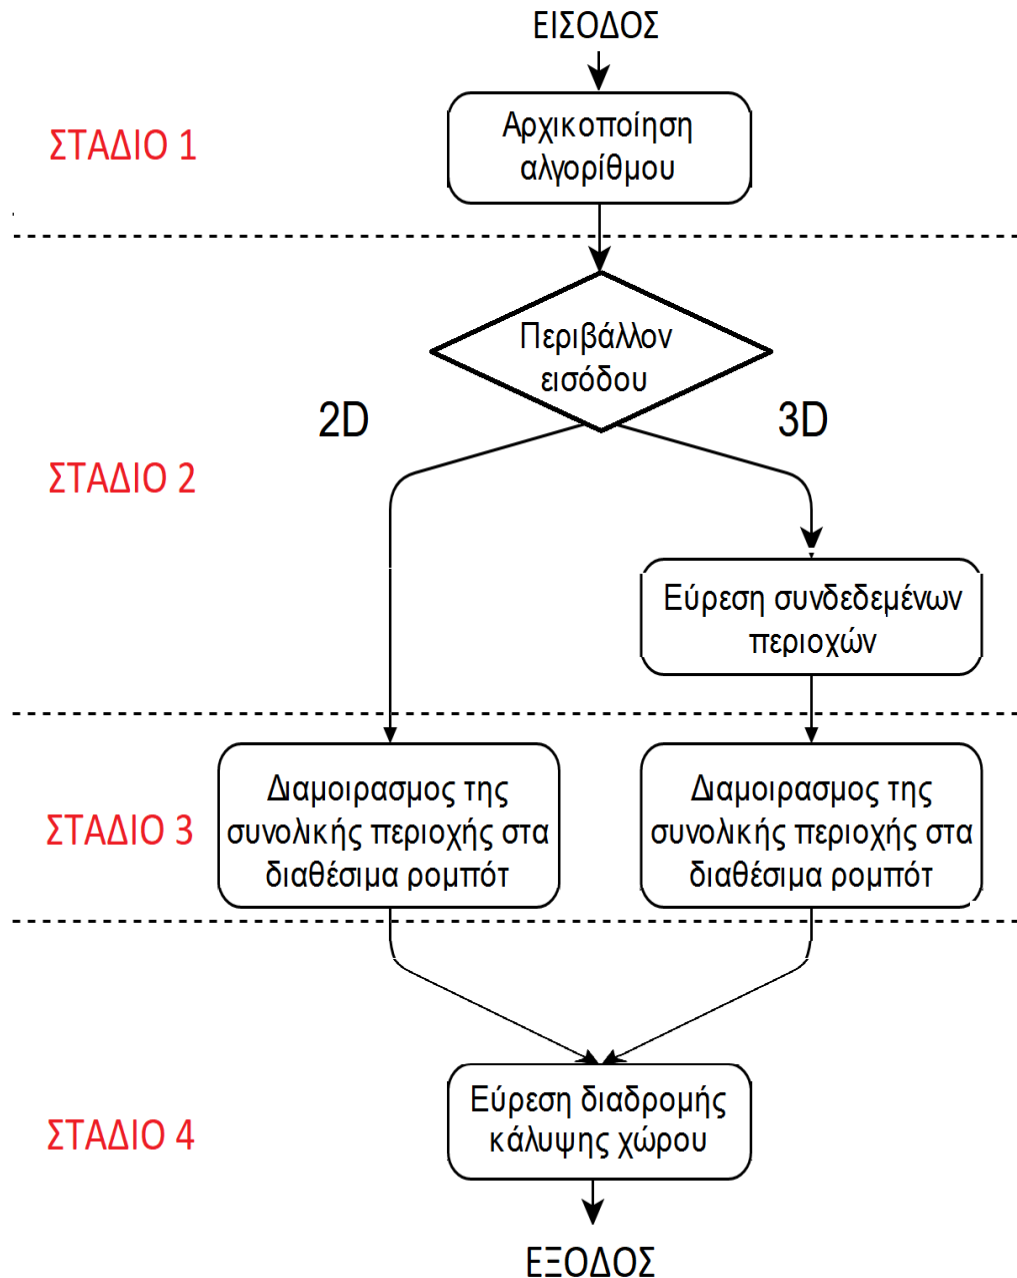 ΕΙΣΟΔΟΣ
ΣΤΑΔΙΟ 1
Αρχικοποίηση
αλγορίθμου
Περιβάλλον
εισόδου
2D
3D
ΣΤΑΔΙΟ 2
Εύρεση συνδεδεμένων
περιοχών
ΣΤΑΔΙΟ 3
Διαμοιρασμος της
συνολικής περιοχής στα
διαθέσιμα ρομπότ
Διαμοιρασμος της
συνολικής περιοχής στα
διαθέσιμα ρομπότ
ΣΤΑΔΙΟ 4
Εύρεση διαδρομής
κάλυψης χώρου
ΕΞΟΔΟΣ